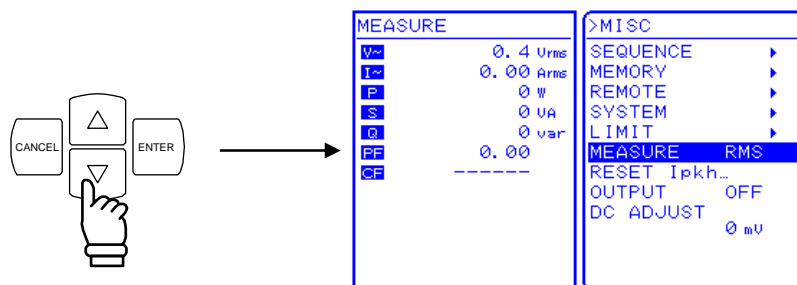 CANCEL
ENTER
MEASURE
V~ 0.4 Vrms
I~ 0.00 Arms
P 0 W
S 0 VA
Q 0 var
PF 0.00
CF ------
>MISC
SEQUENCE
MEMORY
REMOTE
SYSTEM
LIMIT
MEASURE RMS
RESET Ipkh…
OUTPUT OFF
DC ADJUST
0 mV